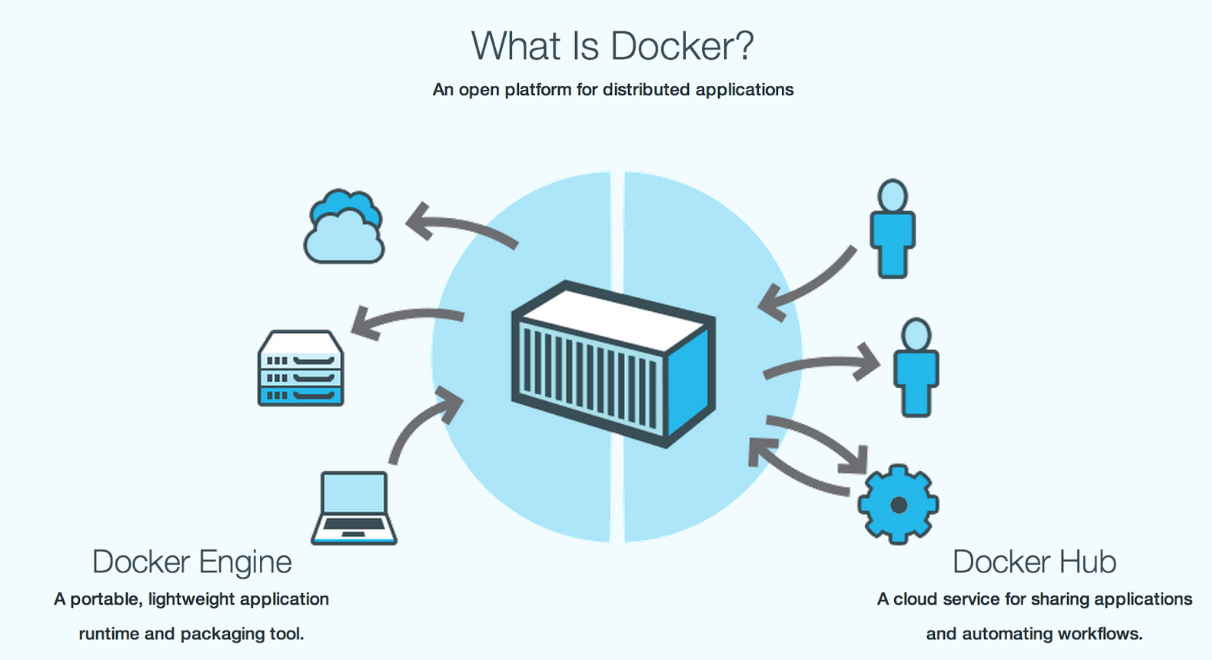 What Is Docker?
An open platform for distributed applications
Docker Engine
A portable, lightweight application
runtime and packaging tool.
Docker Hub
A cloud service for sharing applications
and automating workflows.